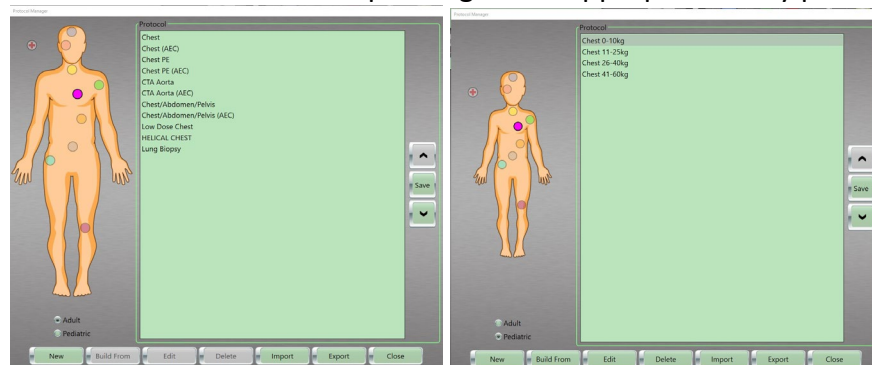 Protocol Manager
Protocol
Chest
Chest (AEC)
Chest PE
Chest PE (AEC)
CTA Aorta
CTA Aorta (AEC)
Chest/Abdomen/Pelvis
Chest/Abdomen/Pelvis (AEC)
Low Dose Chest
HELICAL CHEST
Lung Biopsy
Save
Adult
Pediatric
New
Build From
Edit
Delete
Import
Export
Close
Protocol Manager
Protocol
Chest 0-10kg
Chest 11-25kg
Chest 26-40kg
Chest 41-60kg
Save
Adult
Pediatric
New
Build From
Edit
Delete
Import
Export
Close